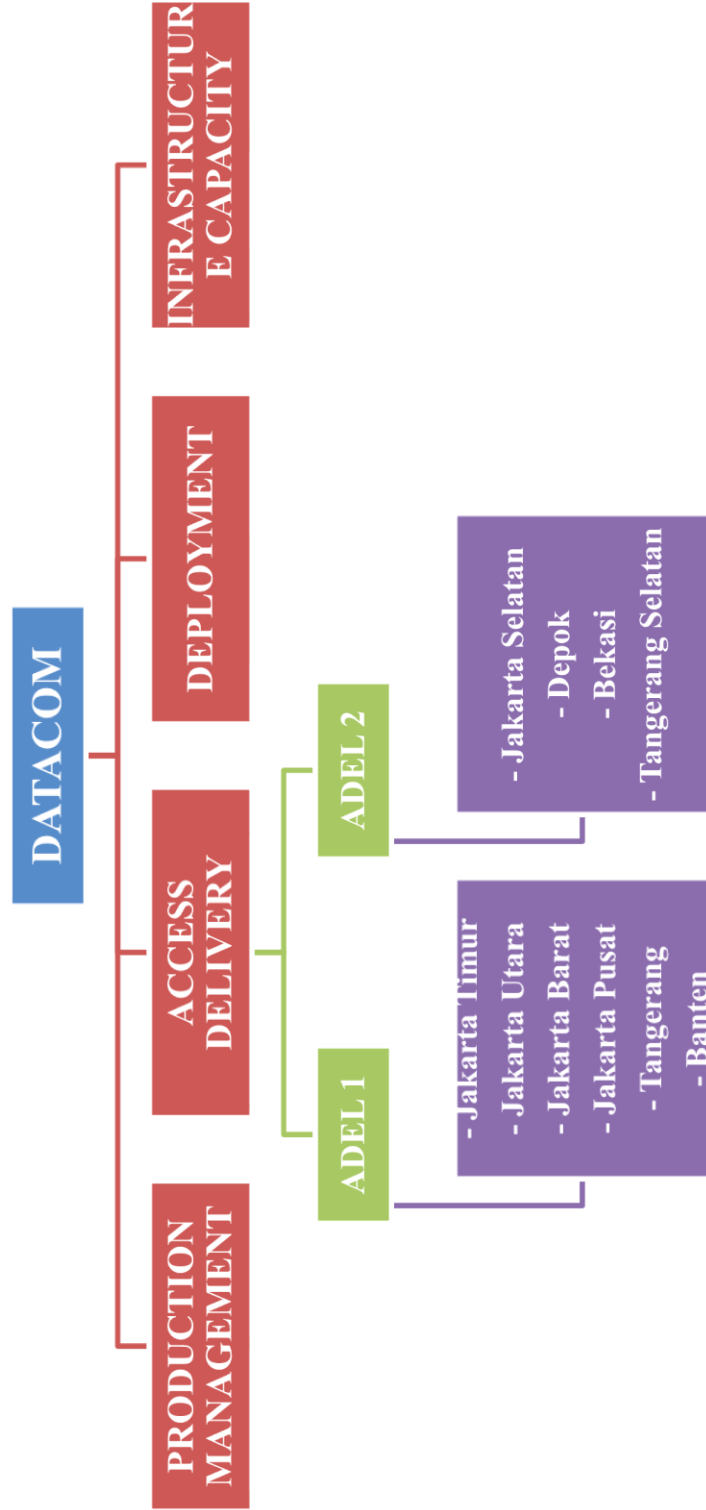 DATACOM
PRODUCTION
MANAGEMENT
ACCESS
DELIVERY
DEPLOYMENT
INFRASTRUCTUR
E CAPACITY
ADEL 1
ADEL 2
- Jakarta Timur
- Jakarta Utara
- Jakarta Barat
- Jakarta Pusat
- Tangerang
- Banten
- Jakarta Selatan
- Depok
- Bekasi
- Tangerang Selatan